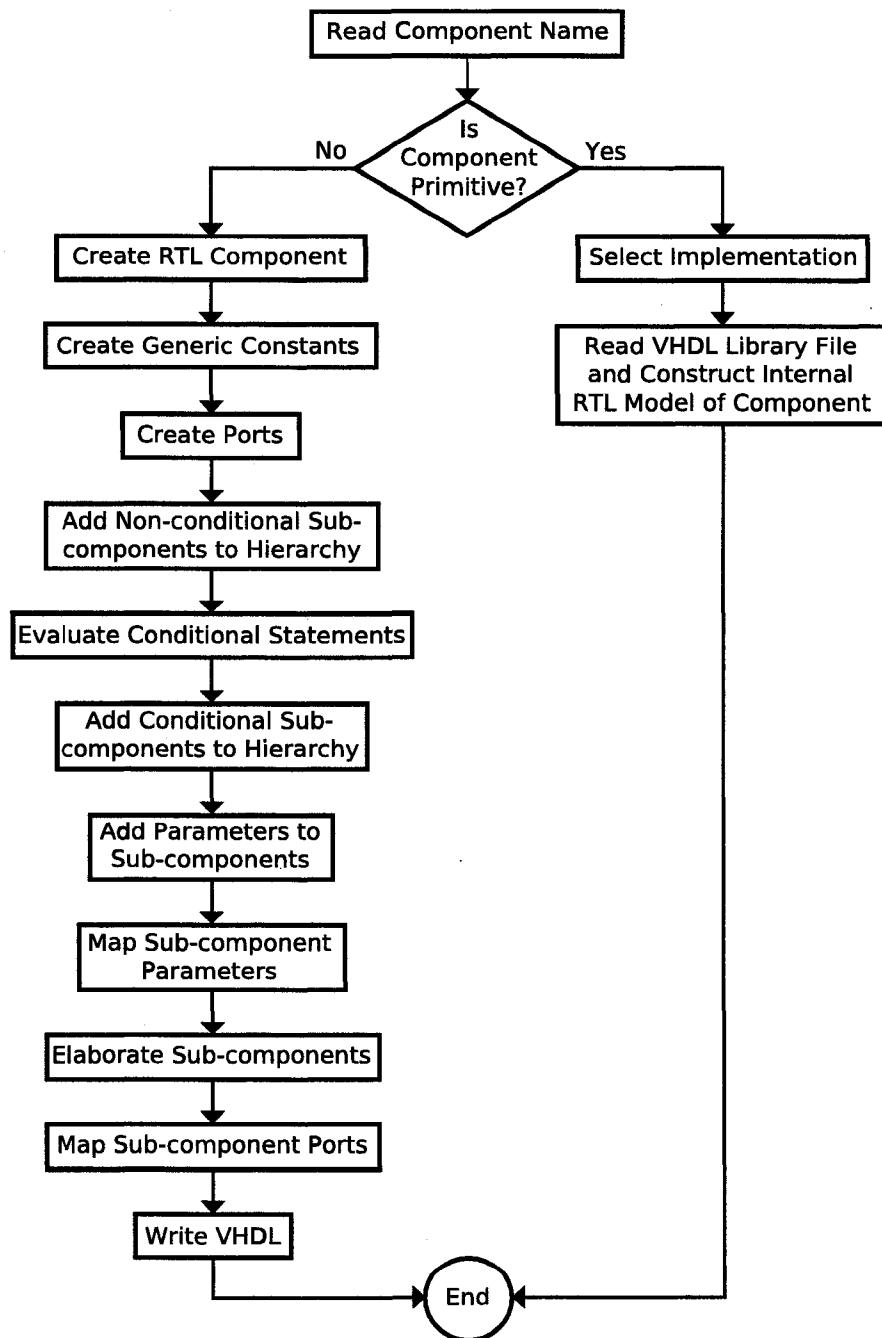 Read Component Name
Is
Component
Primitive?
No
Yes
Create RTL Component
Select Implementation
Create Generic Constants
Read VHDL Library File
and Construct Internal
RTL Model of Component
Create Ports
Add Non-conditional Sub-
components to Hierarchy
Evaluate Conditional Statements
Add Conditional Sub-
components to Hierarchy
Add Parameters to
Sub-components
Map Sub-component
Parameters
Elaborate Sub-components
Map Sub-component Ports
Write VHDL
End